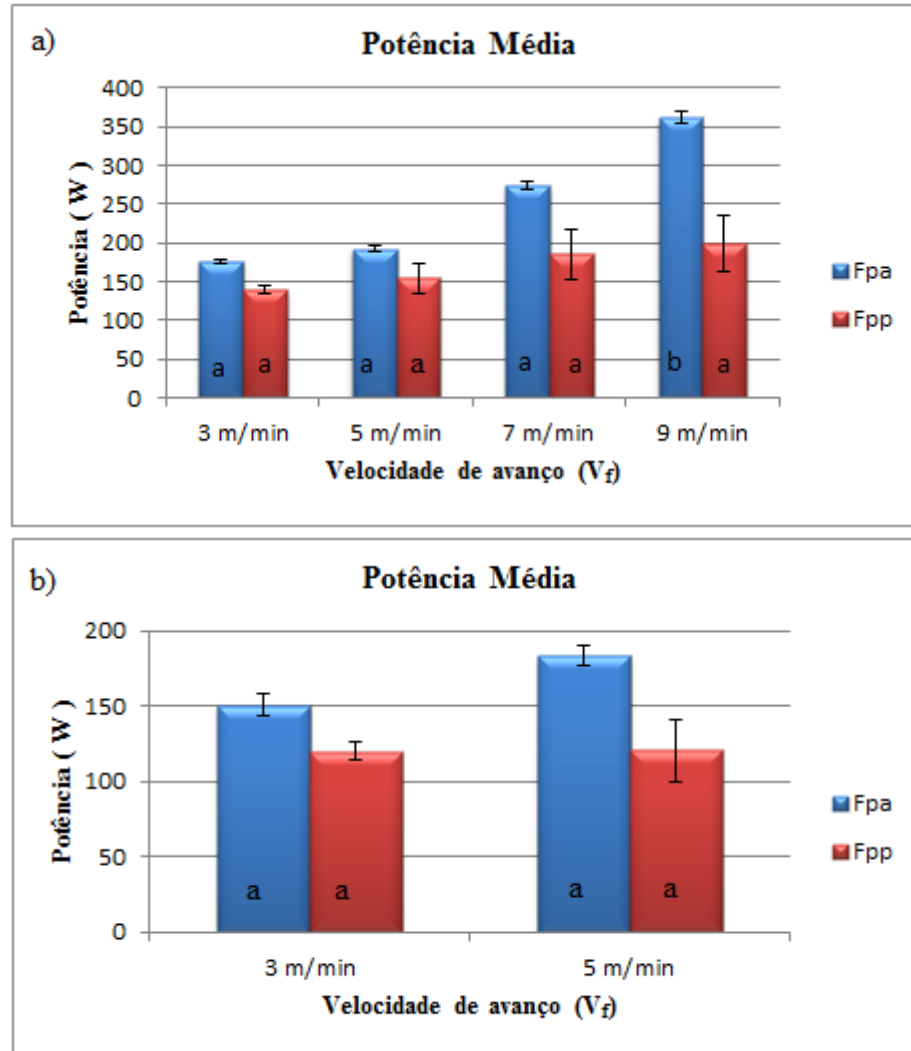 a)
Potência Média
400
350
300
250
200
150
100
50
0
Potência ( W )
a a a a a a b a
3 m/min 5 m/min 7 m/min 9 m/min
Velocidade de avanço (Vf)
Fpa
Fpp
b)
Potência Média
200
150
100
50
0
Potência ( W )
a a a a
3 m/min 5 m/min
Velocidade de avanço (Vf)
Fpa
Fpp